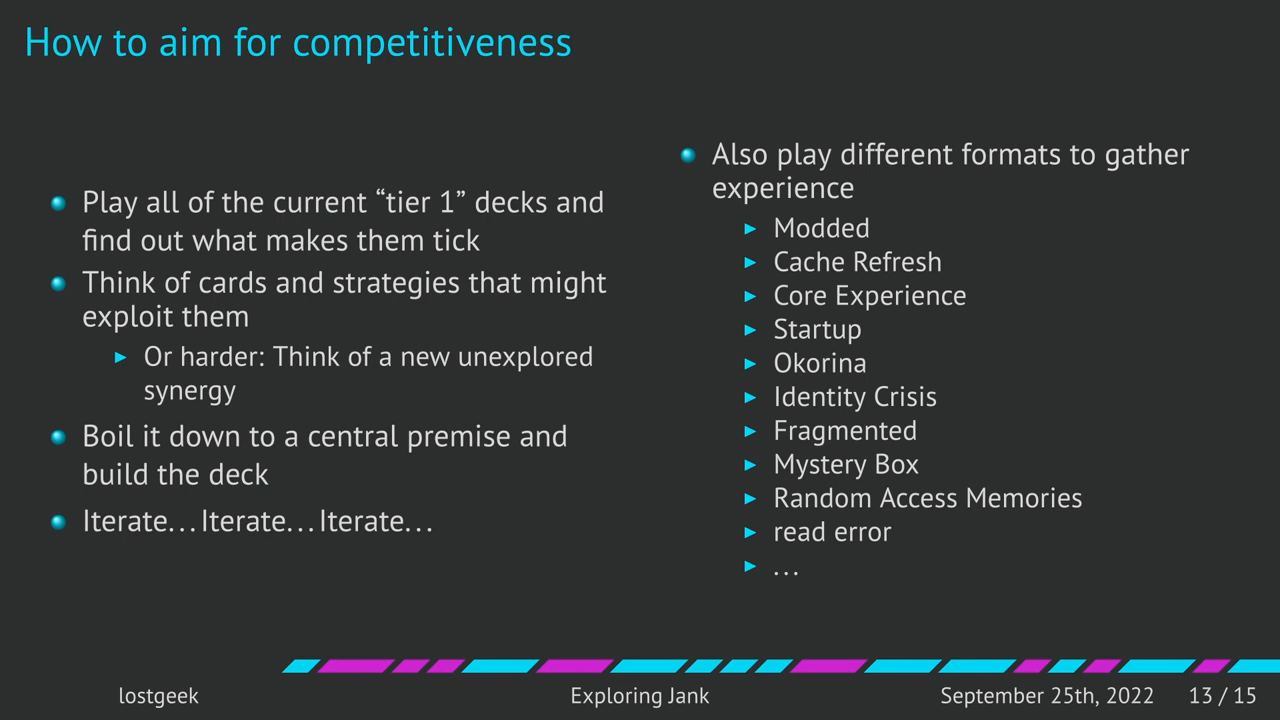 How to aim for competitiveness
Play all of the current “tier 1” decks and
find out what makes them tick
Think of cards and strategies that might
exploit them
Or harder: Think of a new unexplored
synergy
Boil it down to a central premise and
build the deck
Iterate... Iterate... Iterate...
Also play different formats to gather
experience
Modded
Cache Refresh
Core Experience
Startup
Okorina
Identity Crisis
Fragmented
Mystery Box
Random Access Memories
read error
...
lostgeek
Exploring Jank
September 25th, 2022
13 / 15